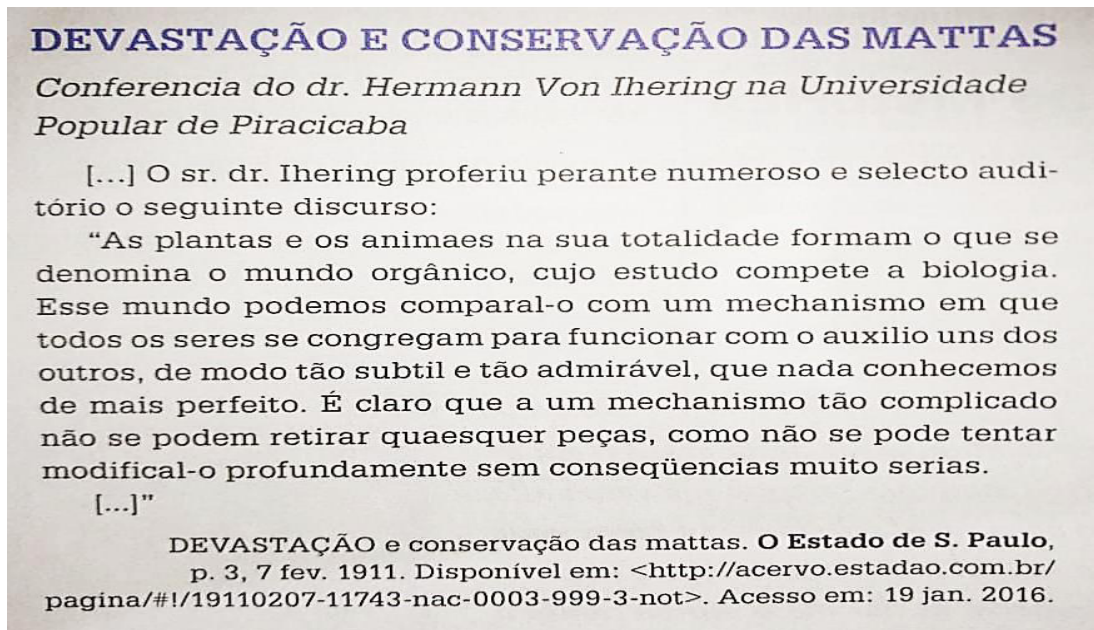 DEVASTAÇÃO E CONSERVAÇÃO DAS MATTAS
Conferencia do dr. Hermann Von Ihering na Universidade
Popular de Piracicaba
[...] O sr. dr. Ihering proferiu perante numeroso e selecto audi-
tório o seguinte discurso:
“As plantas e os animaes na sua totalidade formam o que se
denomina o mundo orgânico, cujo estudo compete a biologia.
Esse mundo podemos comparal-o com um mechanismo em que
todos os seres se congregam para funcionar com o auxilio uns dos
outros, de modo tão subtil e tão admirável, que nada conhecemos
de mais perfeito. É claro que a um mechanismo tão complicado
não se podem retirar quaesquer peças, como não se pode tentar
modifical-o profundamente sem conseqüencias muito serias.
[...]”
DEVASTAÇÃO e conservação das mattas. O Estado de S. Paulo,
p. 3, 7 fev. 1911. Disponível em: <http://acervo.estadao.com.br/
pagina/#!/19110207-11743-nac-0003-999-3-not>. Acesso em: 19 jan. 2016.